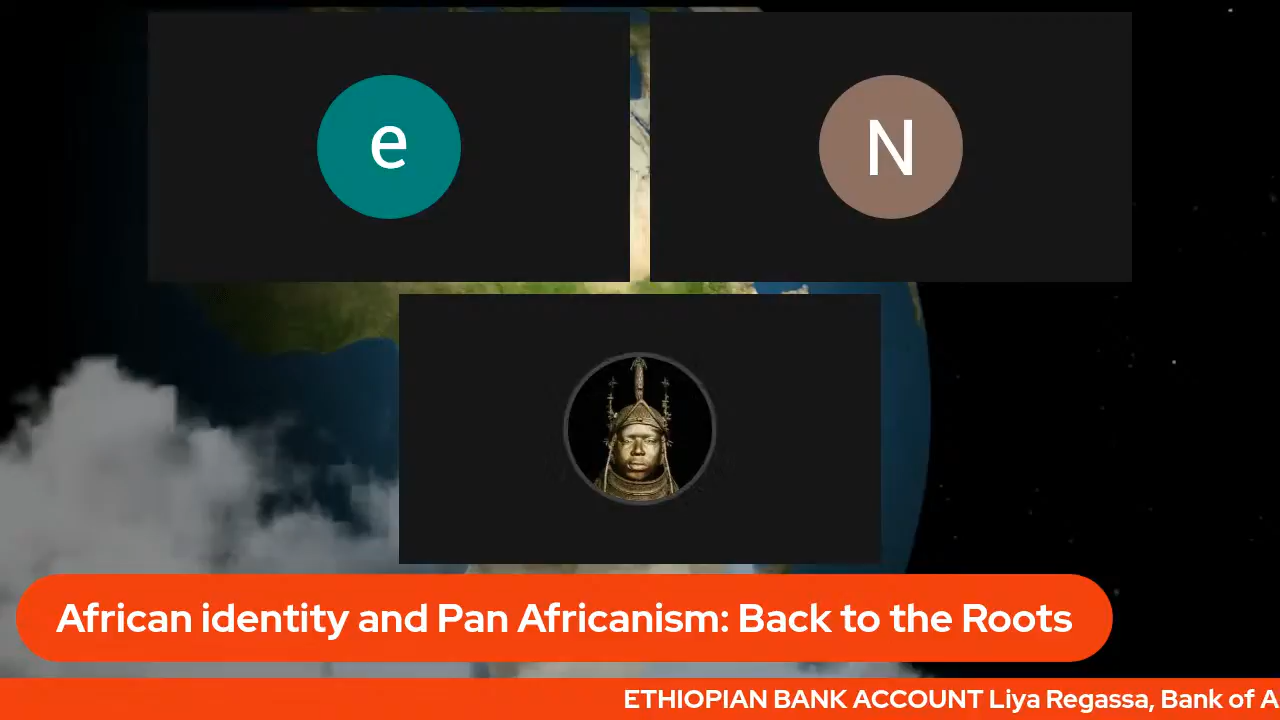 e
N
African identity and Pan Africanism: Back to the Roots
ETHIOPIAN BANK ACCOUNT Liya Regassa, Bank of A